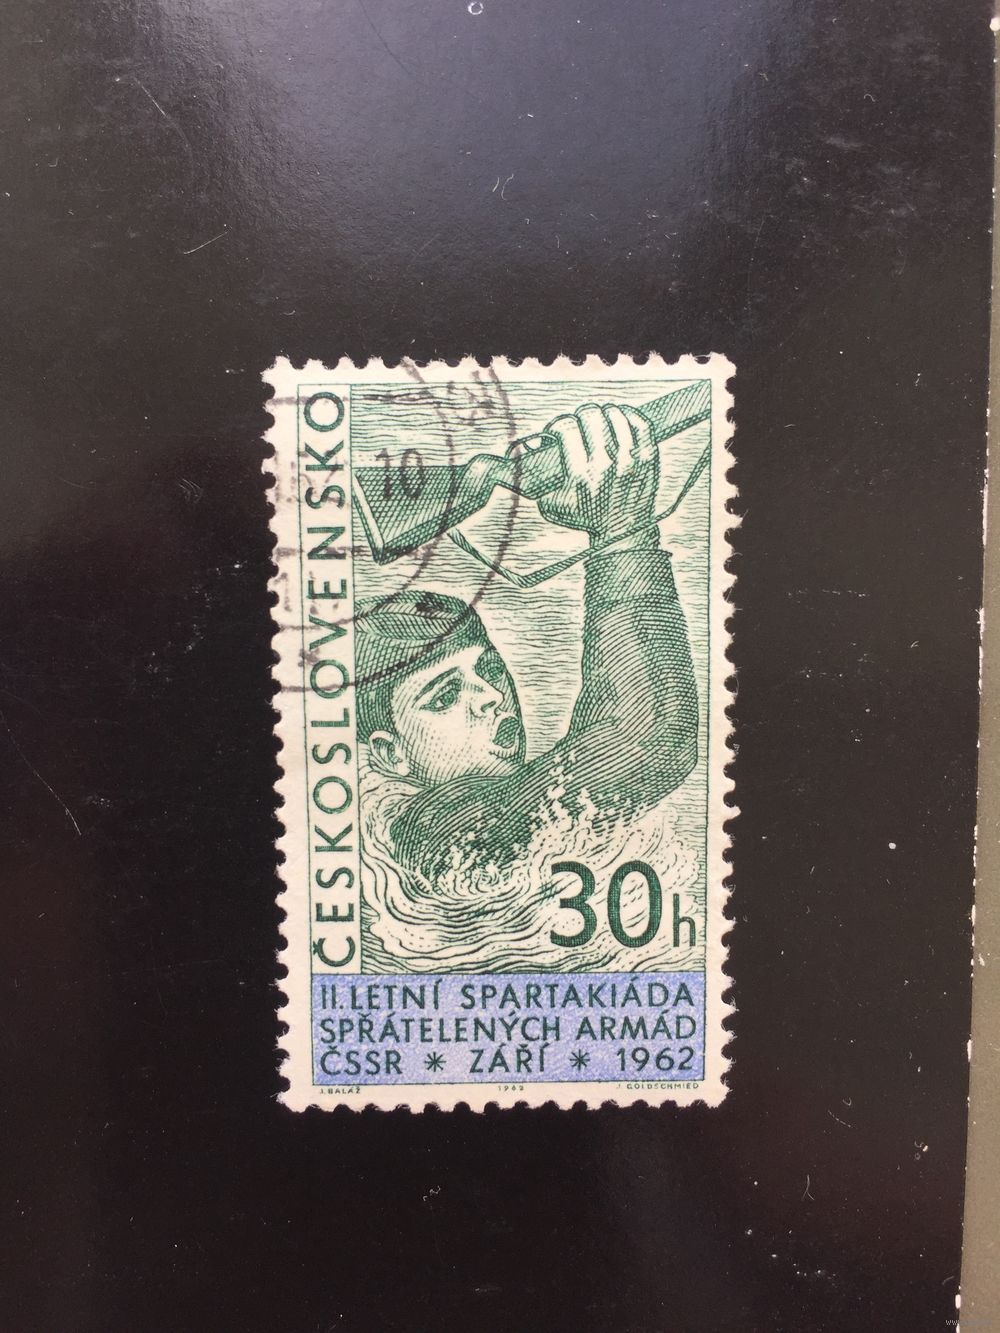 ČESKOSLOVENSKO
10
30h
II. LETNÍ SPARTAKIÁDA
SPŘÁTELENÝCH ARMÁD
ČSSR * ZÁŘÍ * 1962
J. BALÁŽ 1962 J. GOLDSCHMIED